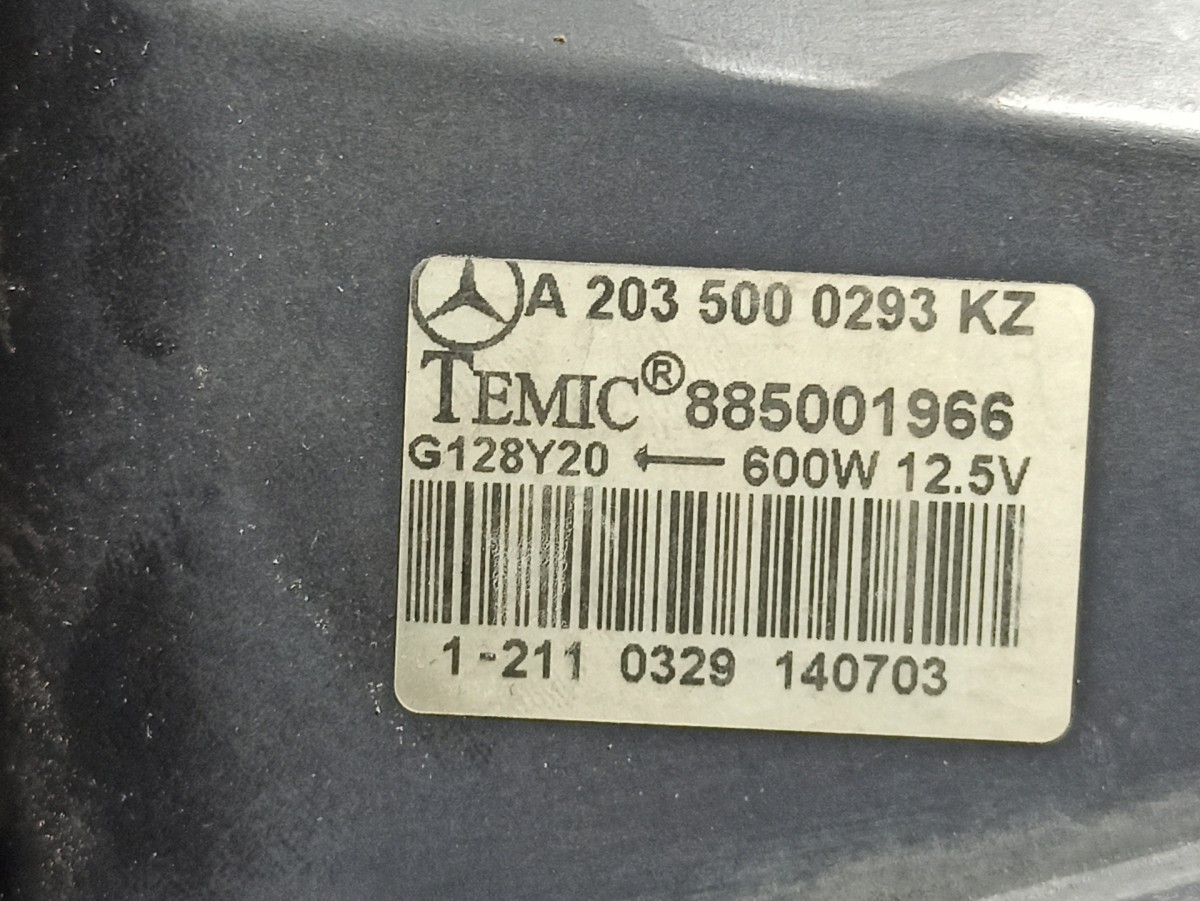 A 203 500 0293 KZ
TEMIC® 885001966
G128Y20 ← 600W 12.5V
1-211 0329 140703